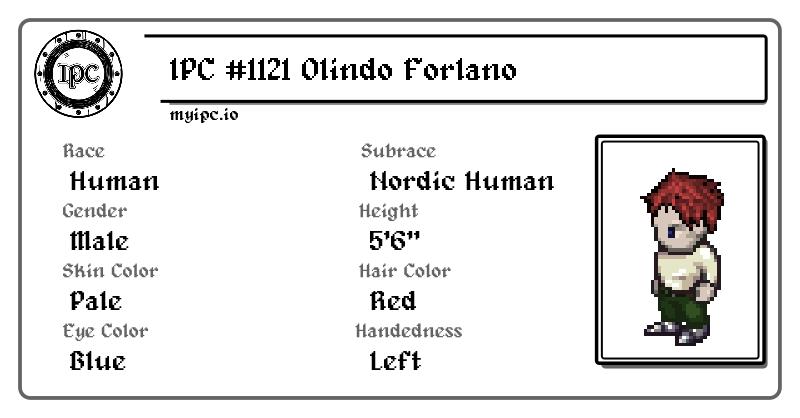 IPC
IPC #1121 Olindo Forlano
myipc.io
Race
Human
Subrace
Nordic Human
Gender
Male
Height
5'6"
Skin Color
Pale
Hair Color
Red
Eye Color
Blue
Handedness
Left